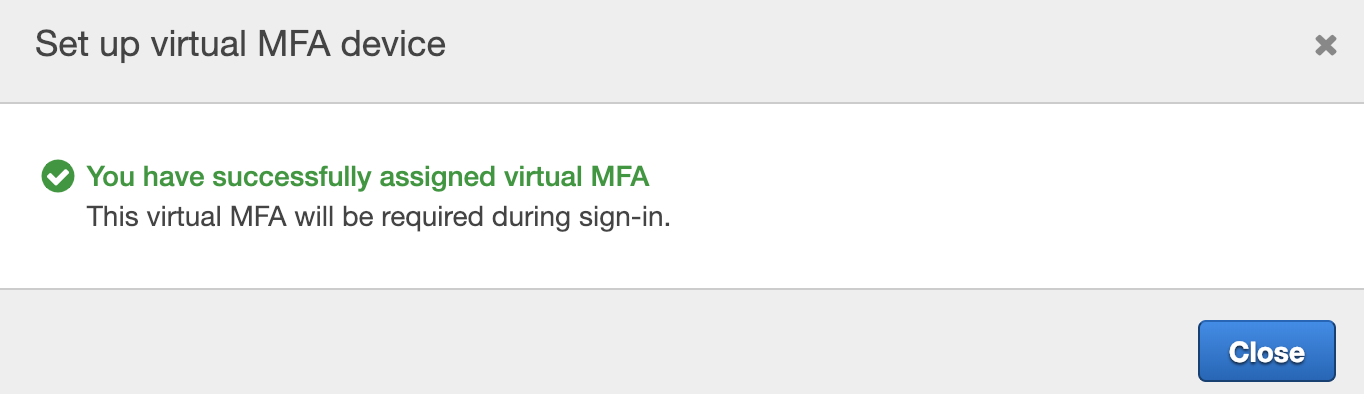 Set up virtual MFA device
You have successfully assigned virtual MFA
This virtual MFA will be required during sign-in.
Close